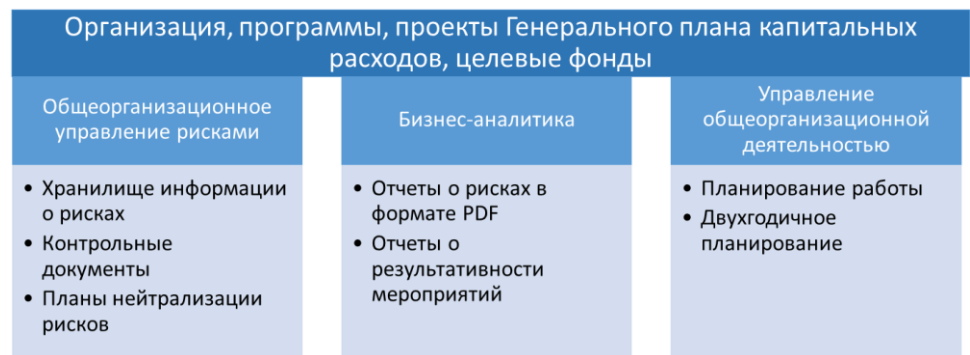 Организация, программы, проекты Генерального плана капитальных
расходов, целевые фонды
Общеорганизационное
управление рисками
• Хранилище информации
о рисках
• Контрольные
документы
• Планы нейтрализации
рисков
Бизнес-аналитика
• Отчеты о рисках в
формате PDF
• Отчеты о
результативности
мероприятий
Управление
общеорганизационной
деятельностью
• Планирование работы
• Двухгодичное
планирование